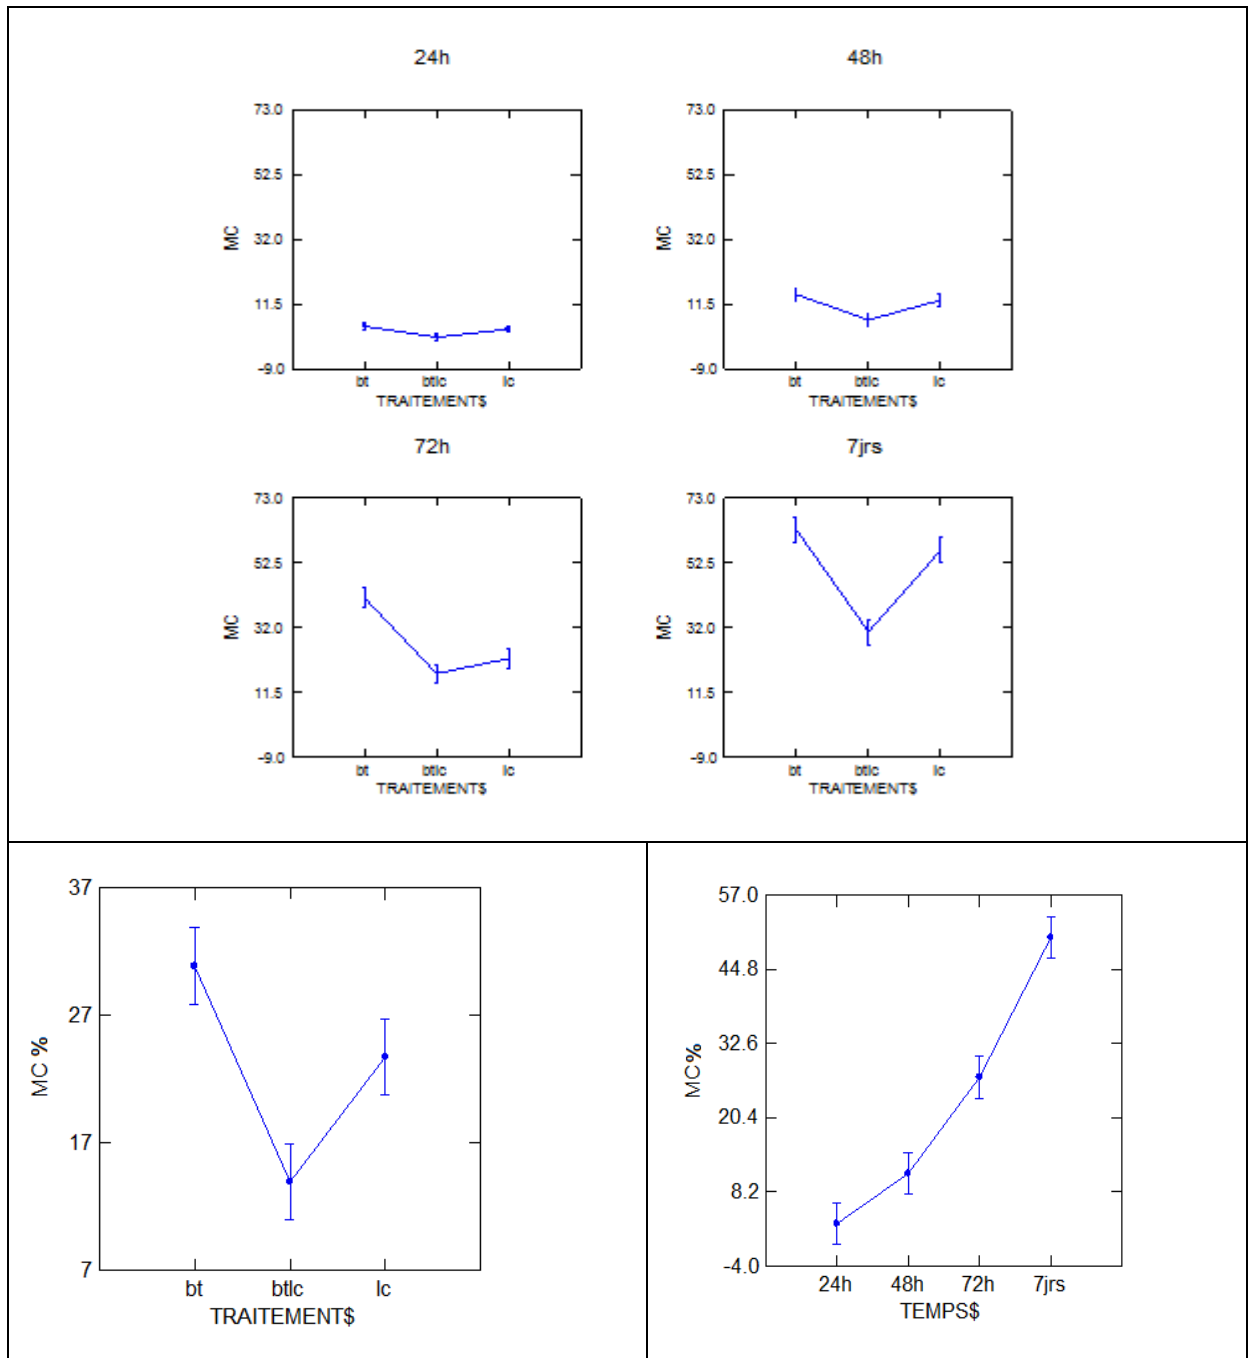 24h
48h
73.0
52.5
MC
32.0
11.5
-9.0
bt btlc lc
TRAITEMENT$
73.0
52.5
MC
32.0
11.5
-9.0
bt btlc lc
TRAITEMENT$
72h
7jrs
73.0
52.5
MC
32.0
11.5
-9.0
bt btlc lc
TRAITEMENT$
73.0
52.5
MC
32.0
11.5
-9.0
bt btlc lc
TRAITEMENT$
37
27
MC %
17
7
bt btlc lc
TRAITEMENT$
57.0
44.8
32.6
MC%
20.4
8.2
-4.0
24h 48h 72h 7jrs
TEMPS$